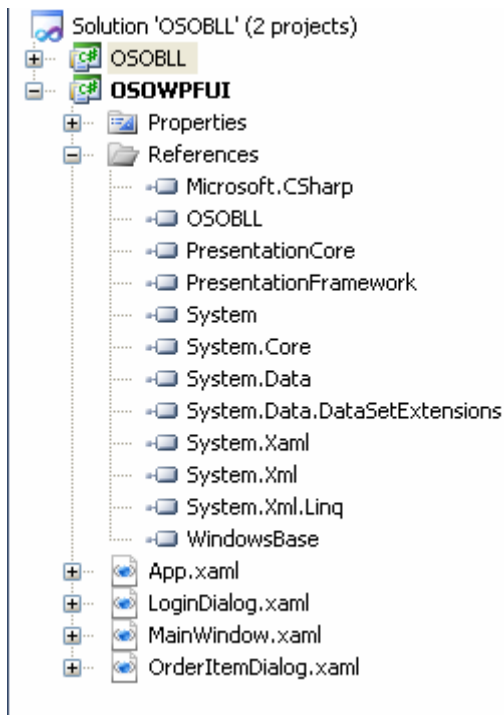 Solution 'OSOBLL' (2 projects)
OSOBLL
OSOWPFUI
Properties
References
Microsoft.CSharp
OSOBLL
PresentationCore
PresentationFramework
System
System.Core
System.Data
System.Data.DataSetExtensions
System.Xaml
System.Xml
System.Xml.Linq
WindowsBase
App.xaml
LoginDialog.xaml
MainWindow.xaml
OrderItemDialog.xaml